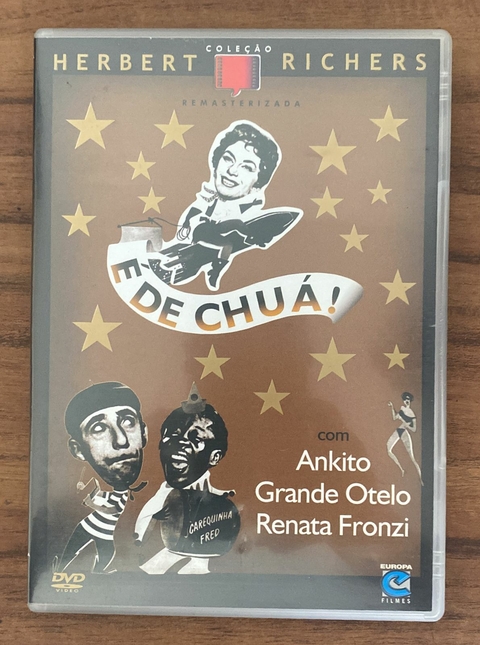 COLEÇÃO
HERBERT RICHERS
REMASTERIZADA
É DE CHUÁ!
com
Ankito
Grande Otelo
Renata Fronzi
CAREQUINHA
FRED
DVD
VIDEO
EUROPA
FILMES